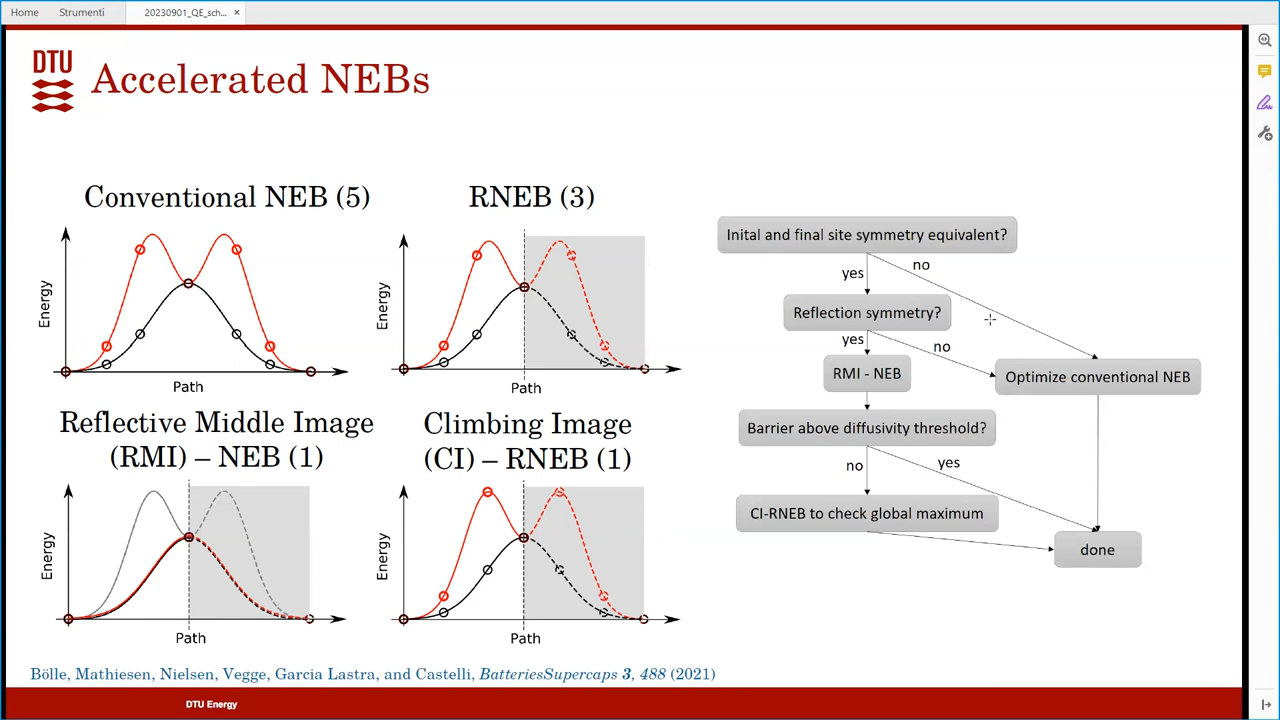 Home
Strumenti
20230901_QE_sch...
×
DTU
Accelerated NEBs
Conventional NEB (5)
Energy
Path
RNEB (3)
Energy
Path
Reflective Middle Image
(RMI) – NEB (1)
Energy
Path
Climbing Image
(CI) – RNEB (1)
Energy
Path
Inital and final site symmetry equivalent?
yes
no
Reflection symmetry?
yes
no
RMI - NEB
Optimize conventional NEB
Barrier above diffusivity threshold?
no
yes
CI-RNEB to check global maximum
done
Bölle, Mathiesen, Nielsen, Vegge, Garcia Lastra, and Castelli, BatteriesSupercaps 3, 488 (2021)
DTU Energy